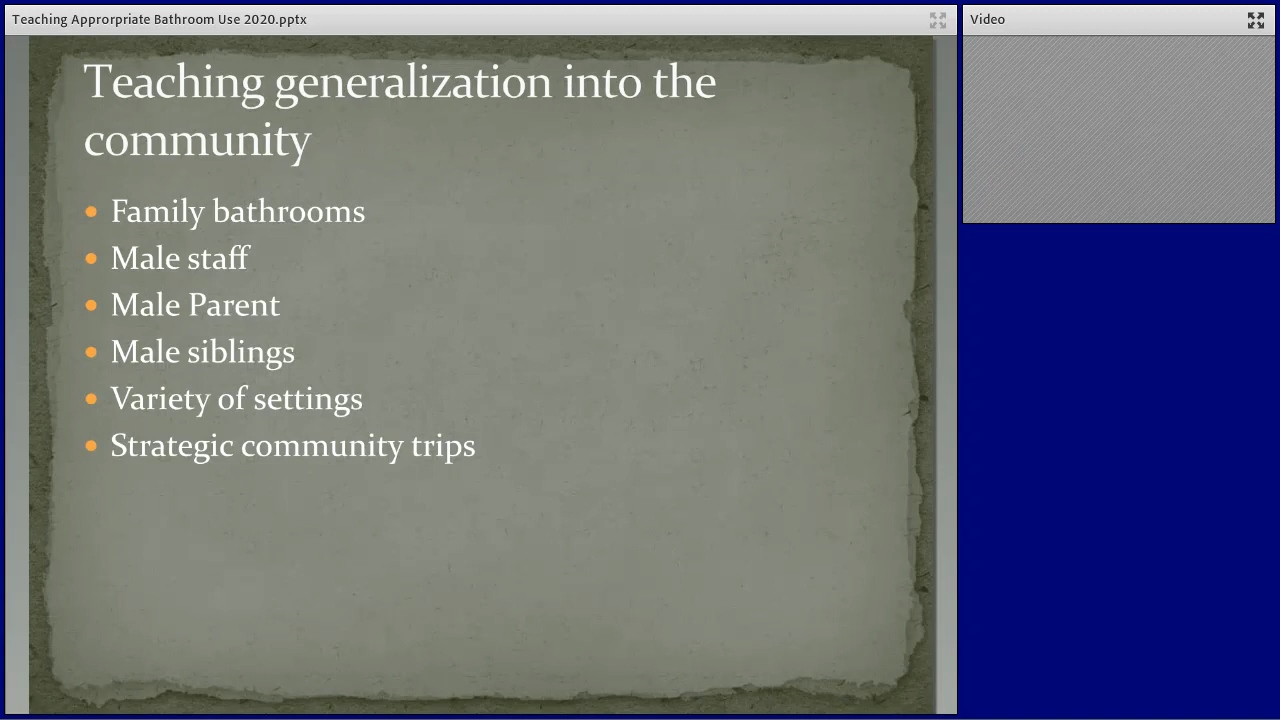 Teaching Approrpriate Bathroom Use 2020.pptx
Video
Teaching generalization into the
community
• Family bathrooms
• Male staff
• Male Parent
• Male siblings
• Variety of settings
• Strategic community trips